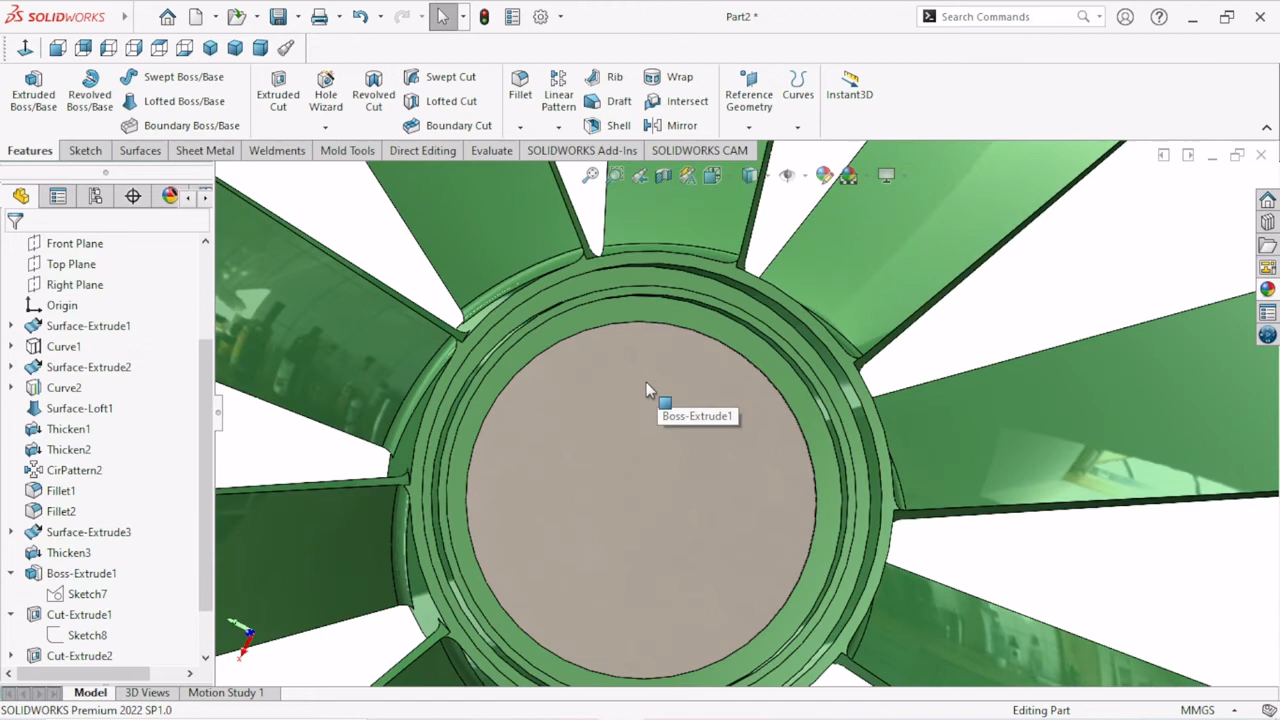 SOLIDWORKS
Part2 *
Search Commands
Extruded Boss/Base
Revolved Boss/Base
Swept Boss/Base
Lofted Boss/Base
Boundary Boss/Base
Extruded Cut
Hole Wizard
Revolved Cut
Swept Cut
Lofted Cut
Boundary Cut
Fillet
Linear Pattern
Rib
Draft
Shell
Wrap
Intersect
Mirror
Reference Geometry
Curves
Instant3D
Features
Sketch
Surfaces
Sheet Metal
Weldments
Mold Tools
Direct Editing
Evaluate
SOLIDWORKS Add-Ins
SOLIDWORKS CAM
Front Plane
Top Plane
Right Plane
Origin
Surface-Extrude1
Curve1
Surface-Extrude2
Curve2
Surface-Loft1
Thicken1
Thicken2
CirPattern2
Fillet1
Fillet2
Surface-Extrude3
Thicken3
Boss-Extrude1
Sketch7
Cut-Extrude1
Sketch8
Cut-Extrude2
Boss-Extrude1
x
Model
3D Views
Motion Study 1
SOLIDWORKS Premium 2022 SP1.0
Editing Part
MMGS